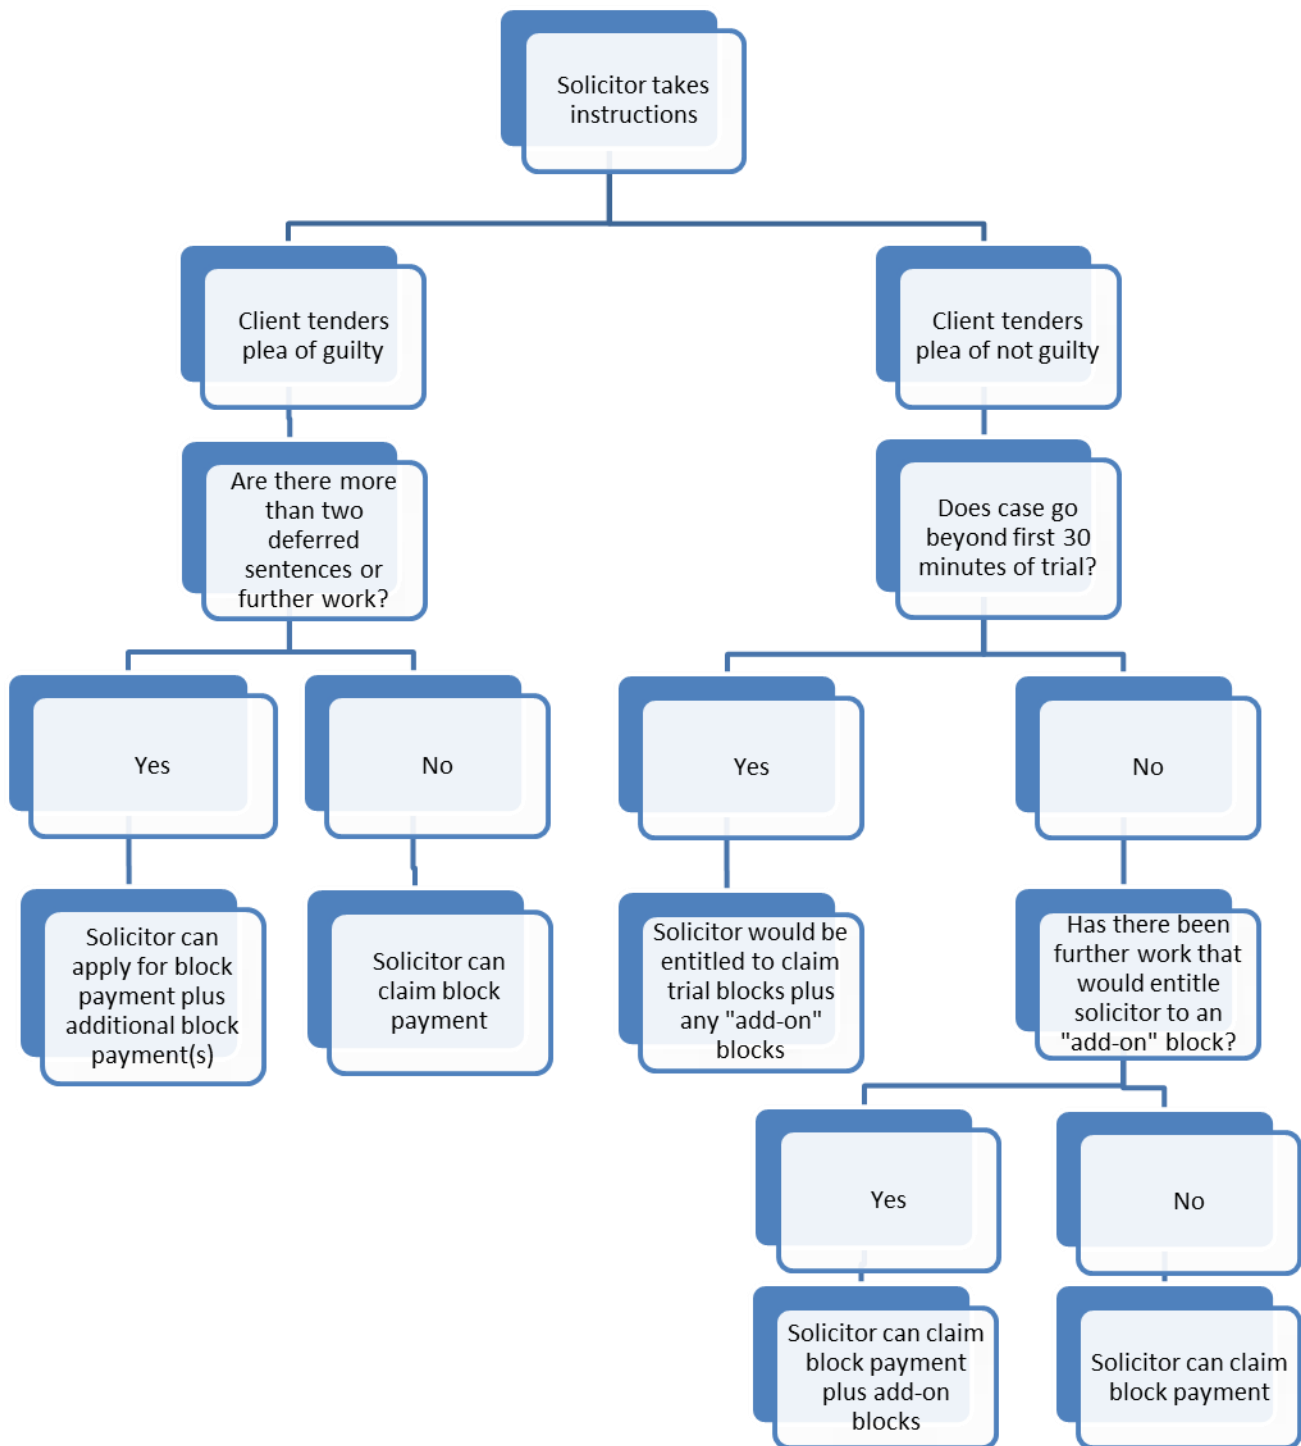 Solicitor takes
instructions
Client tenders
plea of guilty
Client tenders
plea of not guilty
Are there more
than two
deferred
sentences or
further work?
Does case go
beyond first 30
minutes of trial?
Yes
No
Yes
No
Solicitor can
apply for block
payment plus
additional block
payment(s)
Solicitor can
claim block
payment
Solicitor would be
entitled to claim
trial blocks plus
any "add-on"
blocks
Has there been
further work that
would entitle
solicitor to an
"add-on" block?
Yes
No
Solicitor can claim
block payment
plus add-on
blocks
Solicitor can claim
block payment